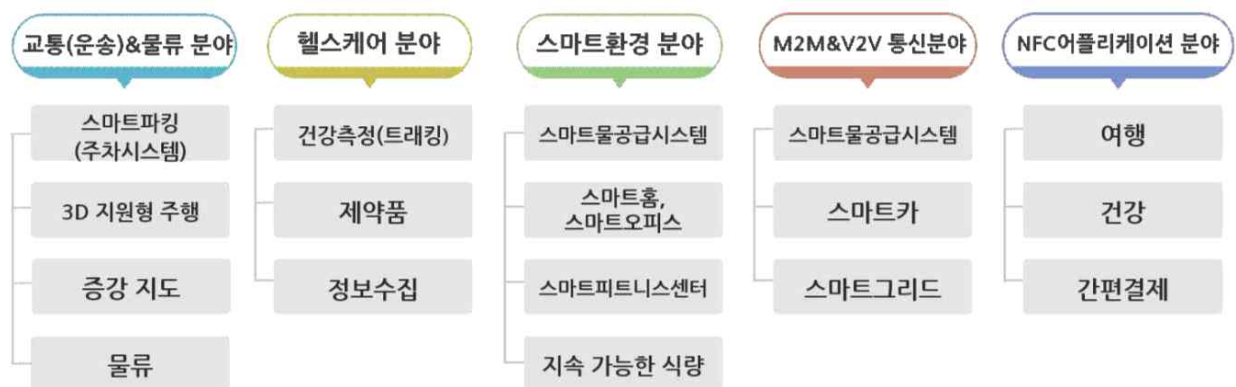 교통(운송)&물류 분야
스마트파킹
(주차시스템)
3D 지원형 주행
증강 지도
물류
헬스케어 분야
건강측정(트래킹)
제약품
정보수집
스마트환경 분야
스마트물공급시스템
스마트홈,
스마트오피스
스마트피트니스센터
지속 가능한 식량
M2M&V2V 통신분야
스마트물공급시스템
스마트카
스마트그리드
NFC어플리케이션 분야
여행
건강
간편결제